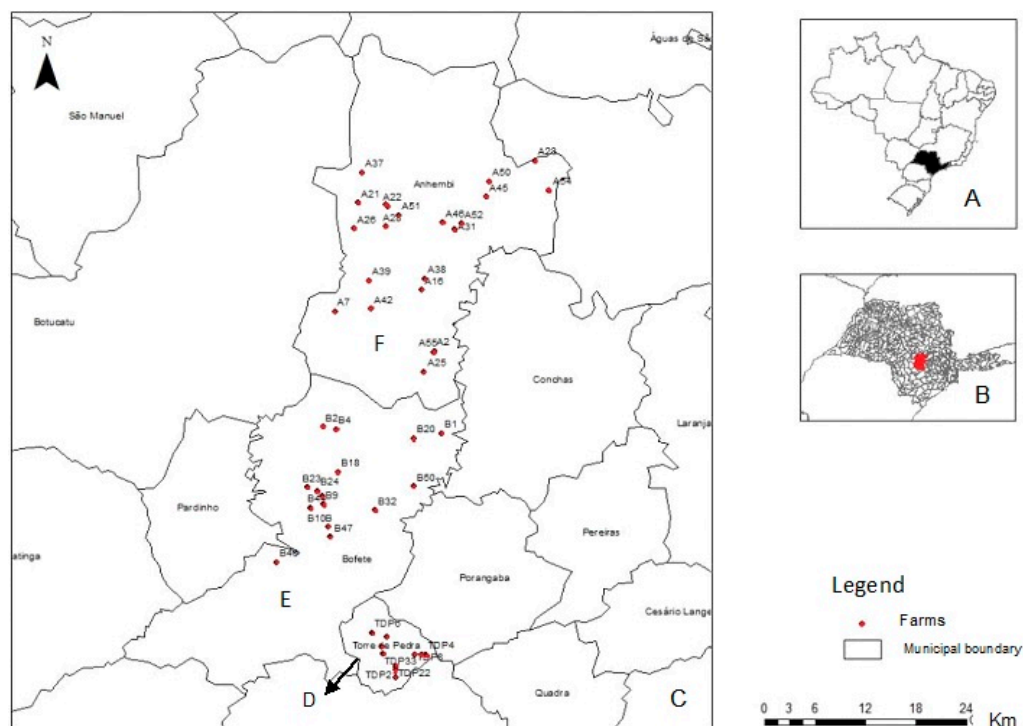 N
São Manuel
Águas de Sã
A23
A37
A50
Anhembi
A54
A45
A21
A22
A51
A46
A52
A26
A28
A31
A39
A38
A16
A7
A42
Botucatu
F
A55
A2
A25
Conchas
B2
B4
B1
B20
Laranja
B18
B23
B24
B50
B9
Pardinho
B32
B10
B47
Pereiras
atinga
B46
Bofete
Porangaba
E
Cesário Lange
TDP6
Torre de Pedra
TDP4
TDP33
TDP22
D
Quadra
C
A
B
Legend
Farms
Municipal boundary
0 3 6 12 18 24
Km